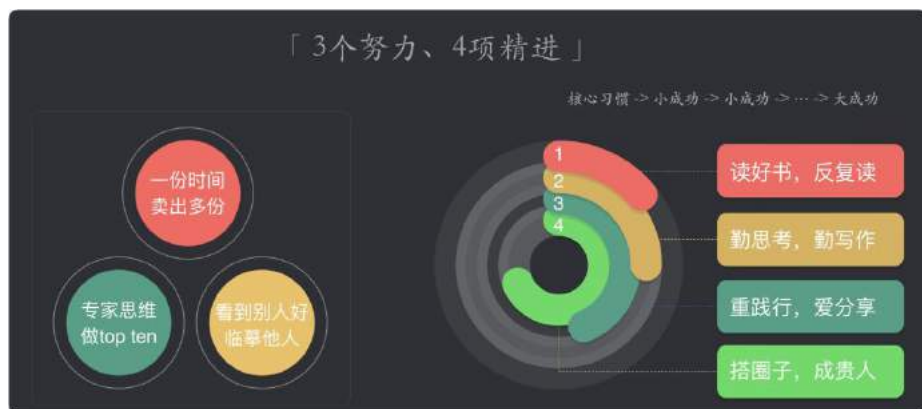 「 3个努力、4项精进 」
核心习惯 -> 小成功 -> 小成功 -> ··· -> 大成功
一份时间
卖出多份
专家思维
做top ten
看到别人好
临摹他人
1
2
3
4
读好书，反复读
勤思考，勤写作
重践行，爱分享
搭圈子，成贵人